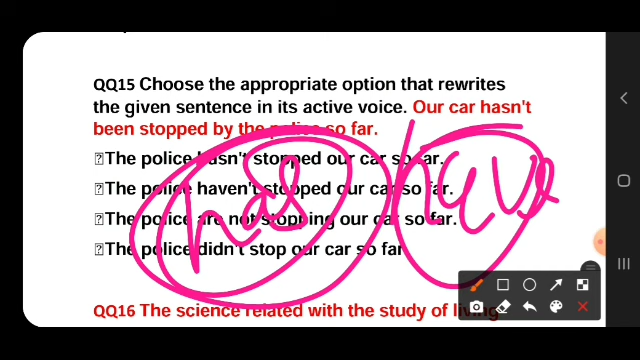 QQ15 Choose the appropriate option that rewrites
the given sentence in its active voice. Our car hasn't
been stopped by the police so far.
The police hasn't stopped our car so far.
The police haven't stopped our car so far.
The police are not stopping our car so far.
The police didn't stop our car so far
has
have
QQ16 The science related with the study of living